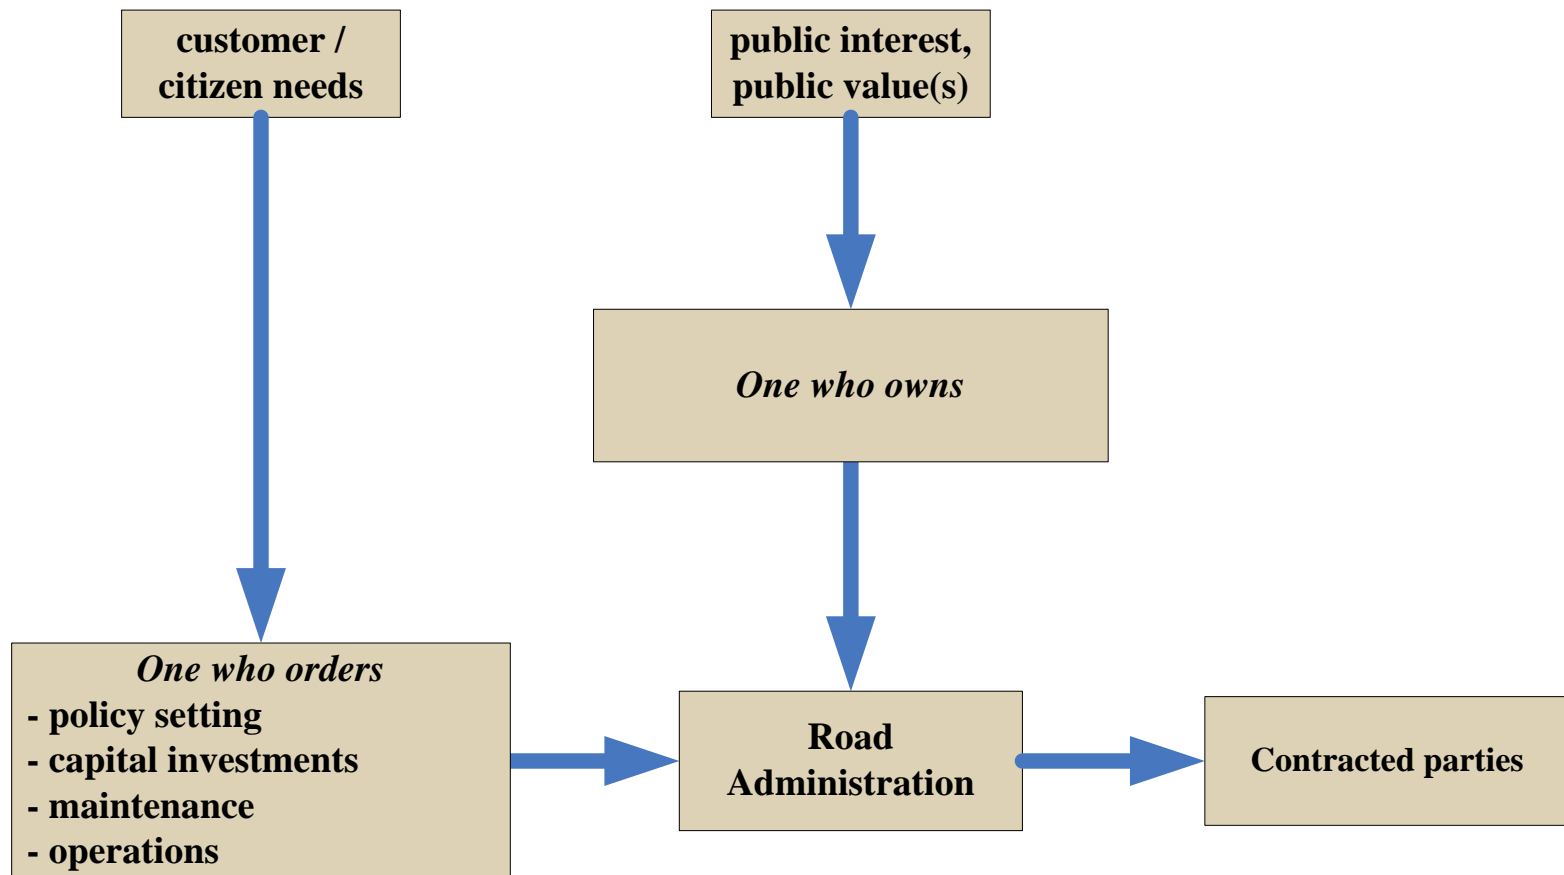 customer /
citizen needs
public interest,
public value(s)
One who owns
One who orders
- policy setting
- capital investments
- maintenance
- operations
Road
Administration
Contracted parties